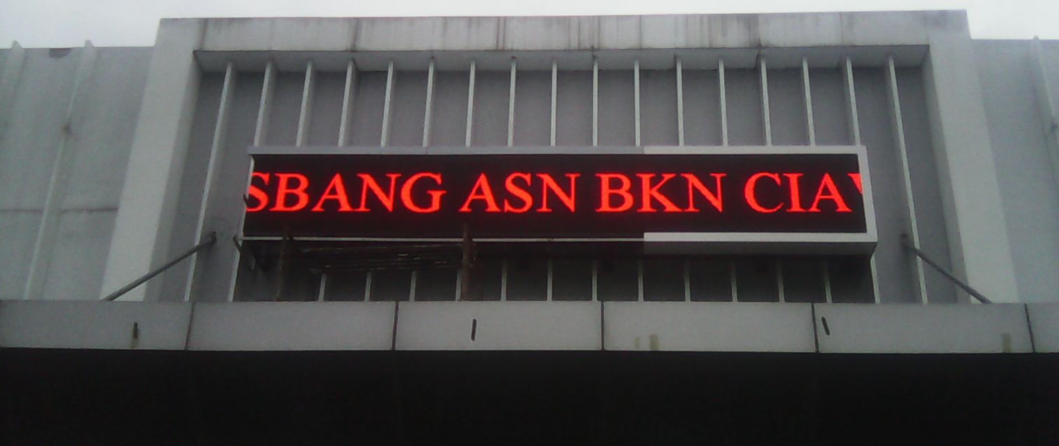 SBANG ASN BKN CIA